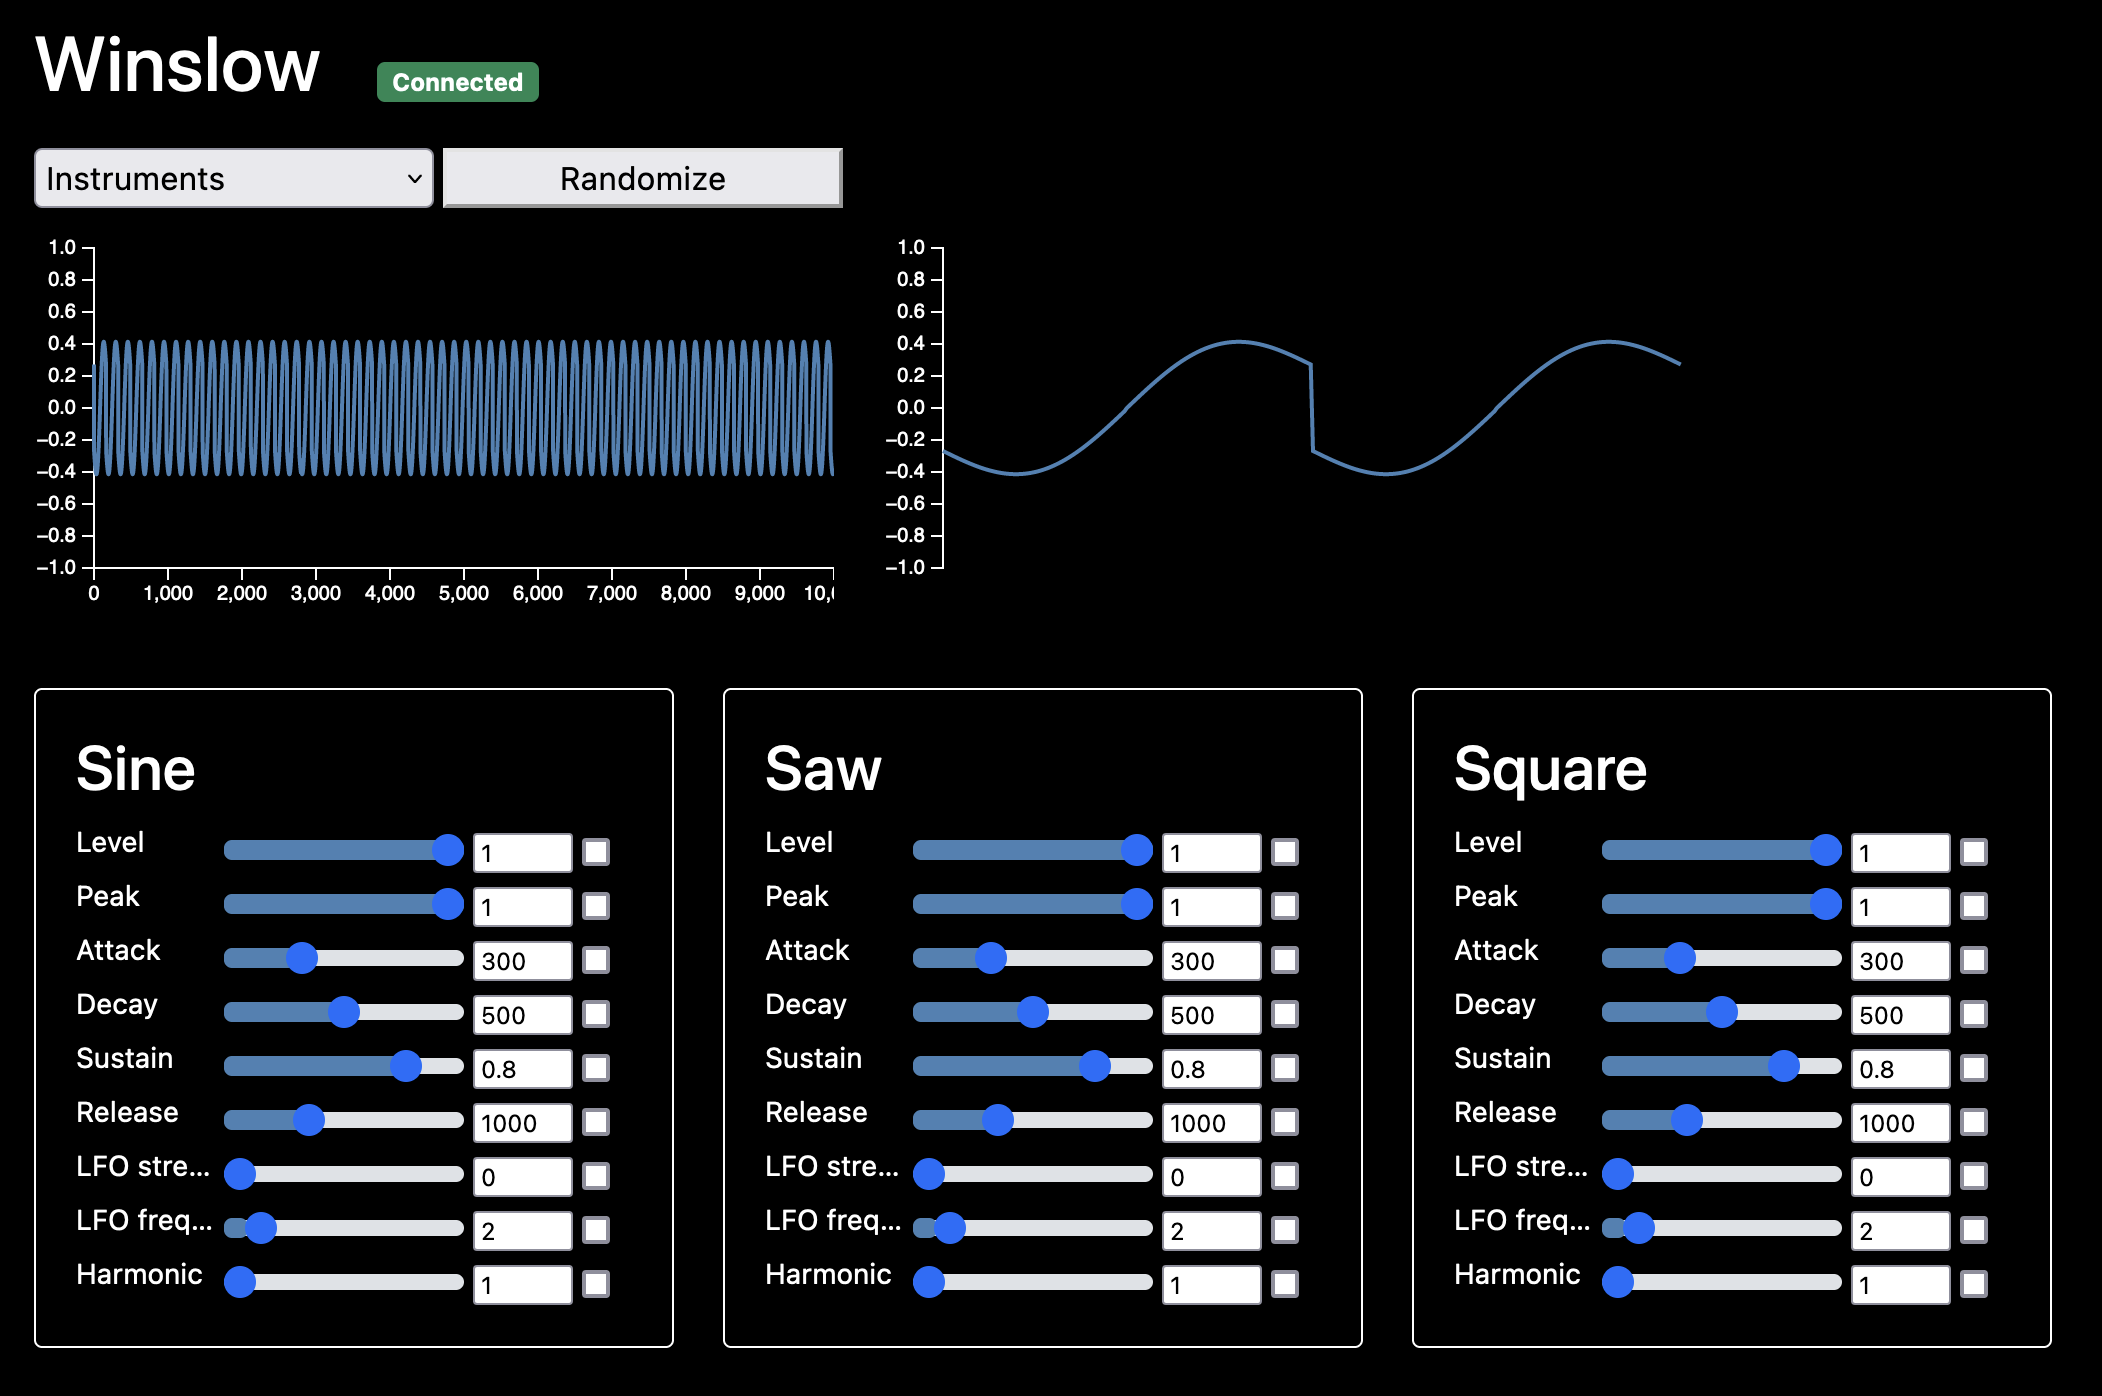 Winslow
Connected
Instruments
Randomize
1.0
0.8
0.6
0.4
0.2
0.0
−0.2
−0.4
−0.6
−0.8
−1.0
0 1,000 2,000 3,000 4,000 5,000 6,000 7,000 8,000 9,000 10,0
1.0
0.8
0.6
0.4
0.2
0.0
−0.2
−0.4
−0.6
−0.8
−1.0
Sine
Level 1
Peak 1
Attack 300
Decay 500
Sustain 0.8
Release 1000
LFO stre... 0
LFO freq... 2
Harmonic 1
Saw
Level 1
Peak 1
Attack 300
Decay 500
Sustain 0.8
Release 1000
LFO stre... 0
LFO freq... 2
Harmonic 1
Square
Level 1
Peak 1
Attack 300
Decay 500
Sustain 0.8
Release 1000
LFO stre... 0
LFO freq... 2
Harmonic 1